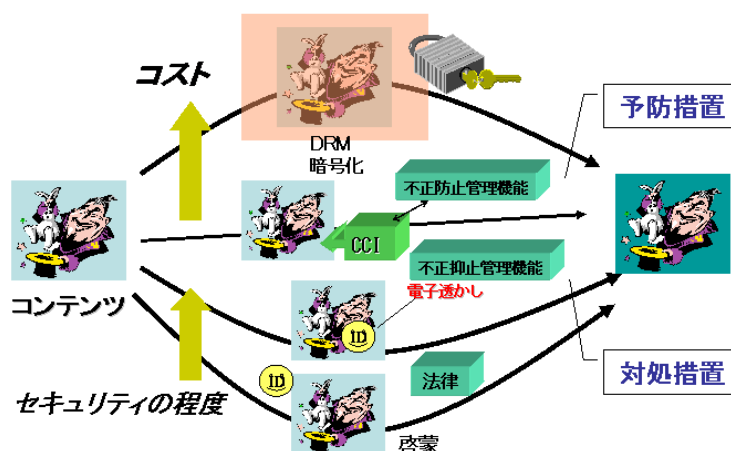 コスト
予防措置
DRM
暗号化
不正防止管理機能
CCI
不正抑止管理機能
電子透かし
コンテンツ
ID
ID
法律
対処措置
セキュリティの程度
啓蒙